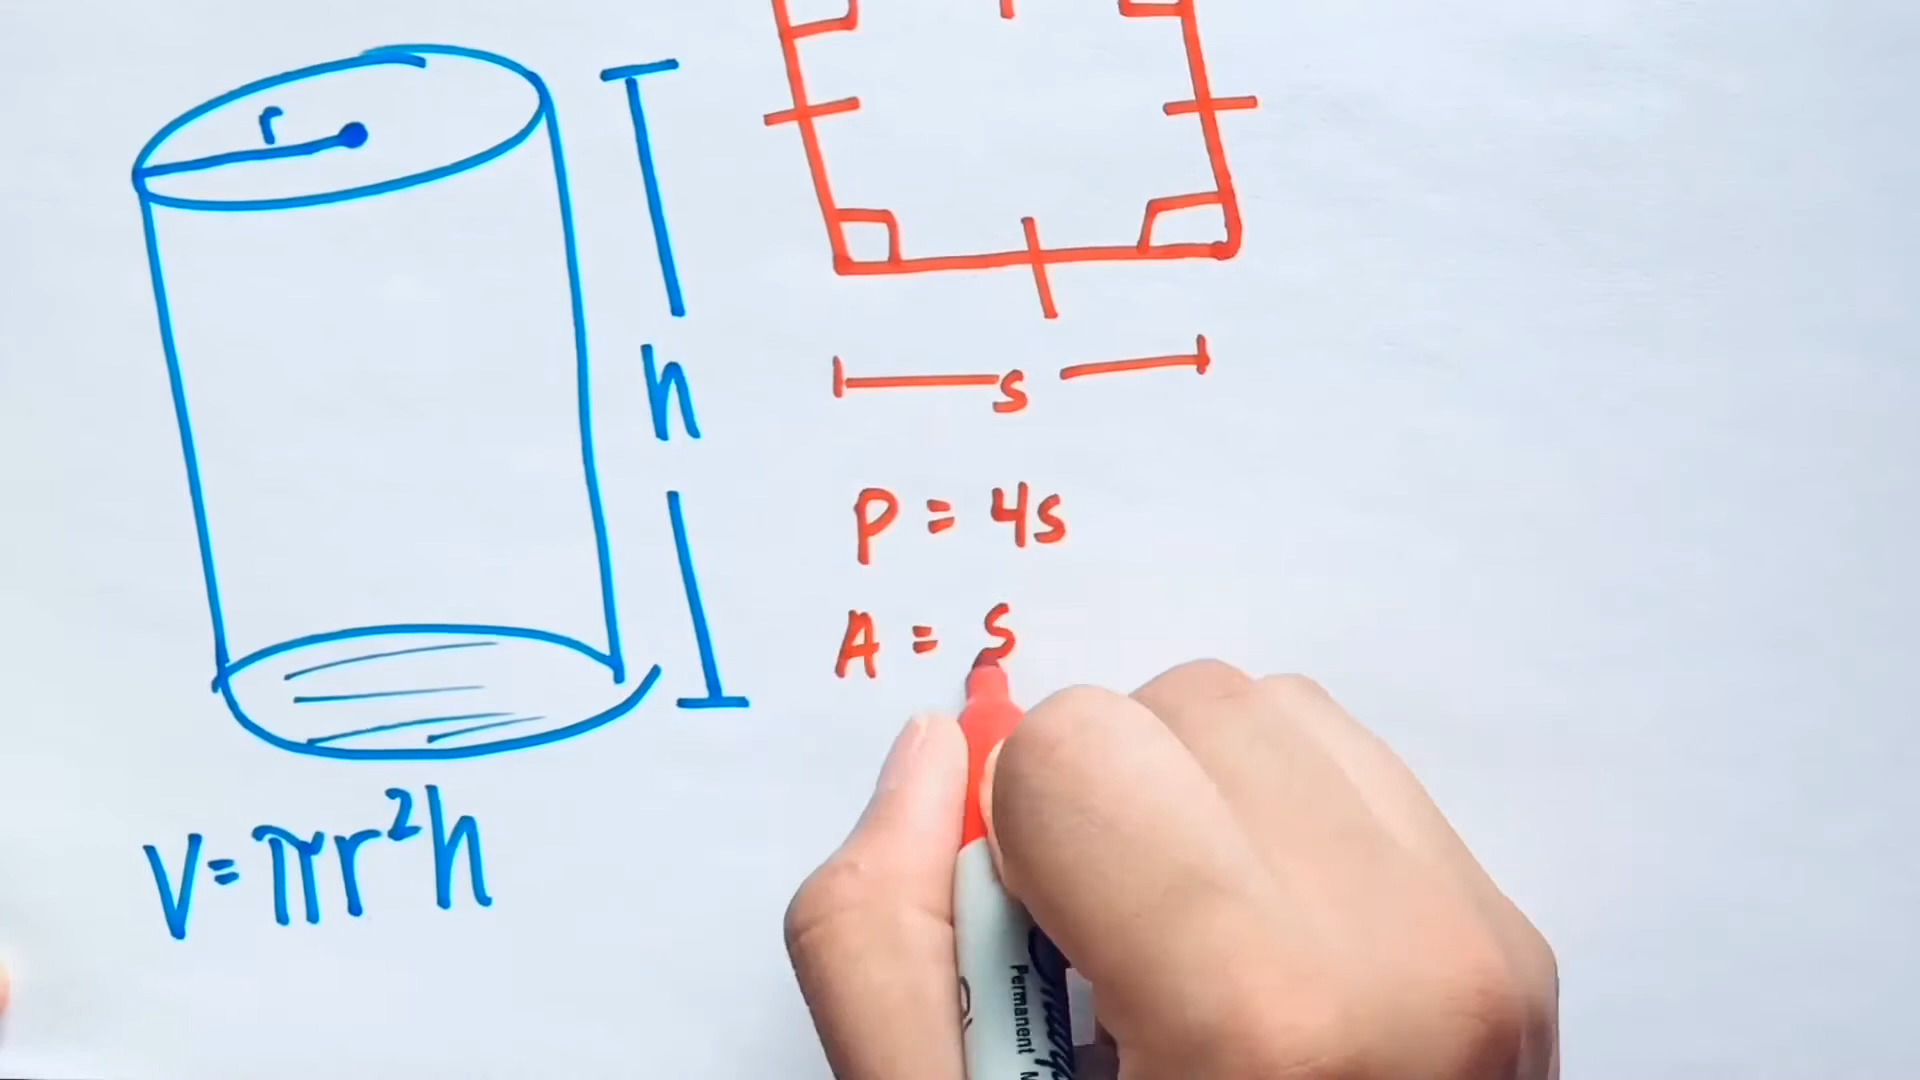 r
h
V=πr²h
s
P = 4s
A = s
Permanent